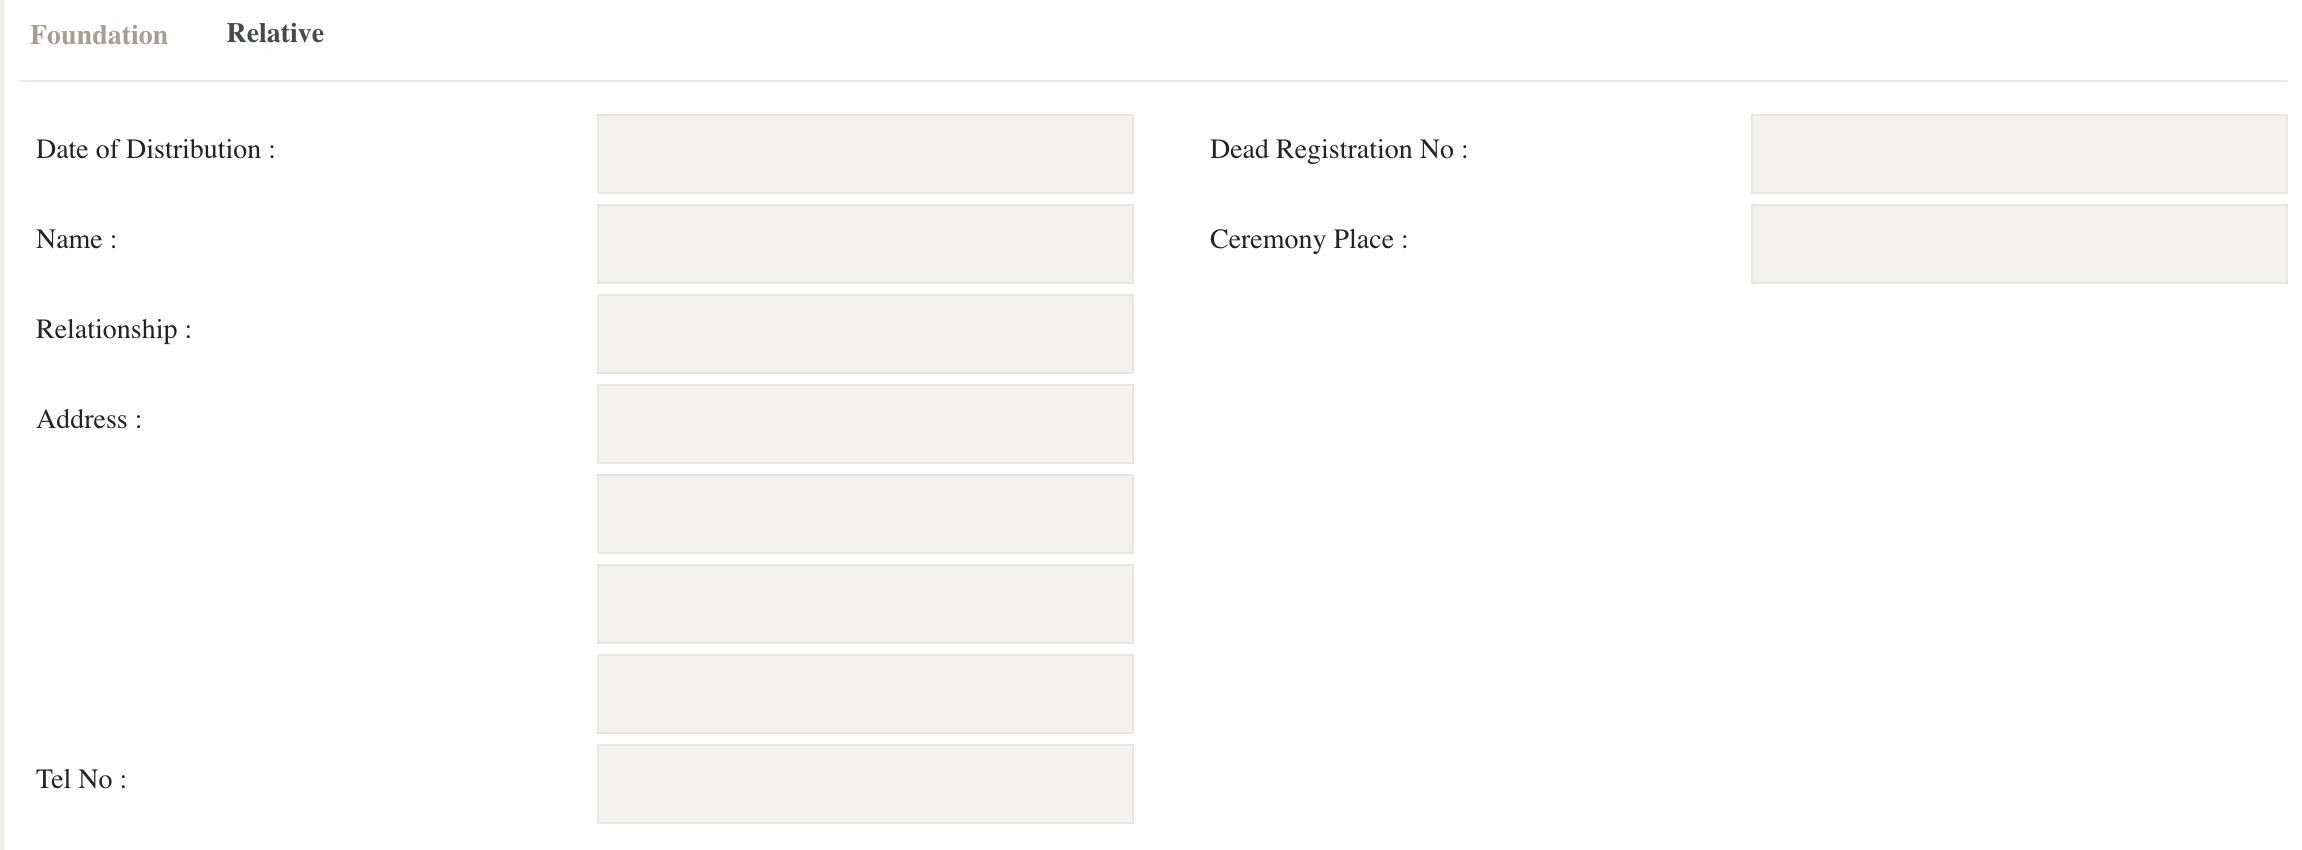 Foundation Relative
Date of Distribution : Dead Registration No :
Name : Ceremony Place :
Relationship :
Address :
Tel No :